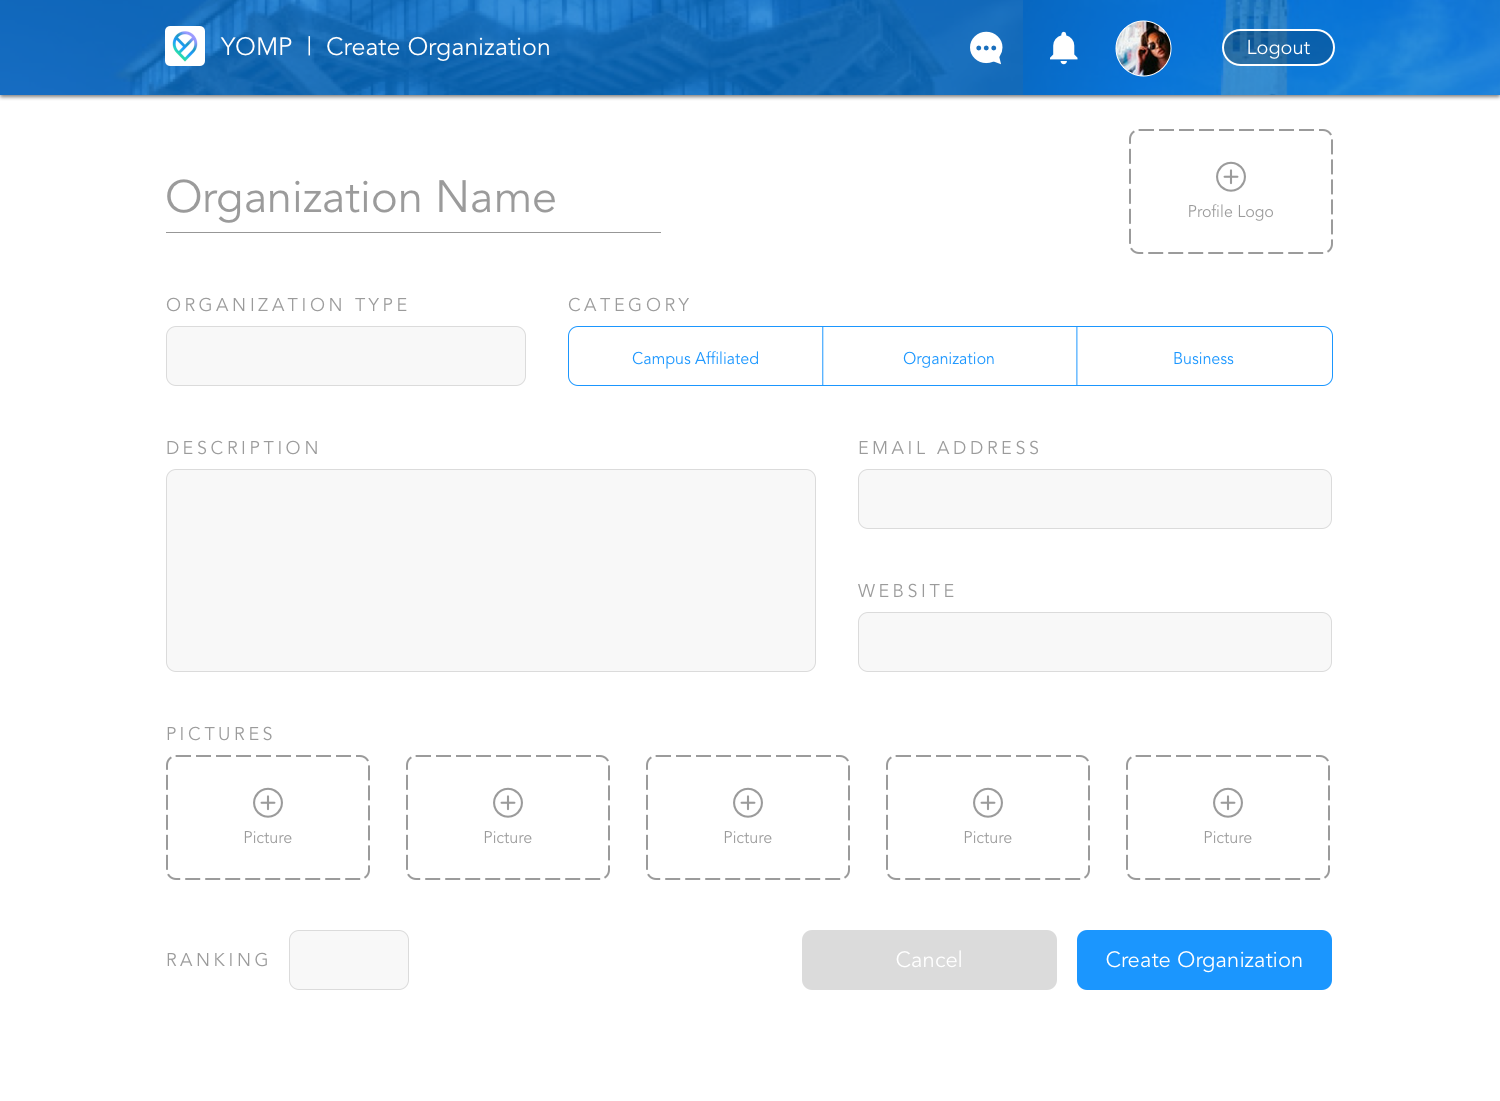 YOMP | Create Organization
Logout
Organization Name
Profile Logo
ORGANIZATION TYPE
CATEGORY
Campus Affiliated
Organization
Business
DESCRIPTION
EMAIL ADDRESS
WEBSITE
PICTURES
Picture
Picture
Picture
Picture
Picture
RANKING
Cancel
Create Organization